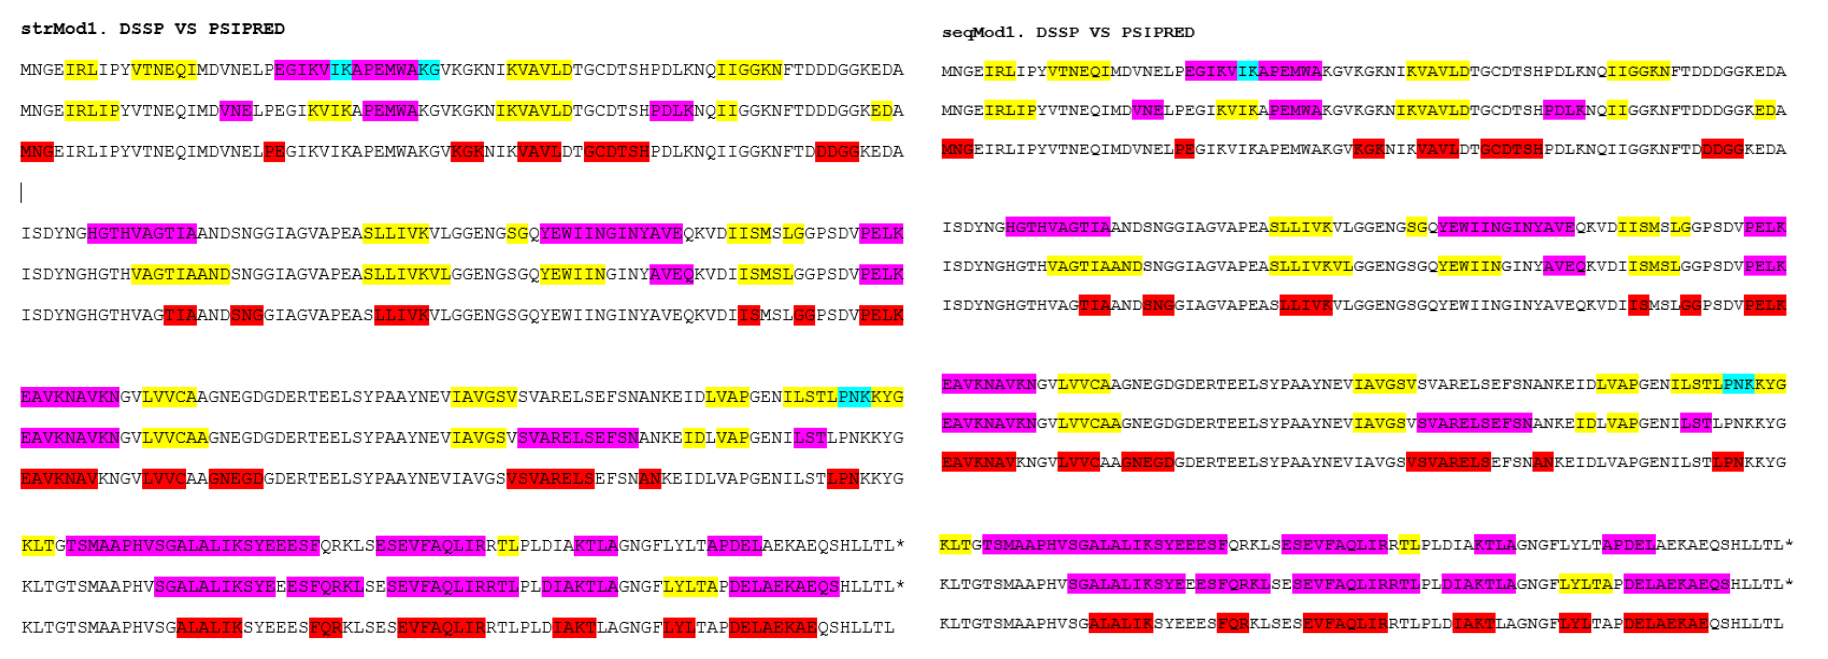 strMod1. DSSP VS PSIPRED
MNGEIRLIPYVTNEQIMDVNELPEGIKVIKAPEMWAKGVKGKNIKVAVLDTGCDTSHPDLKNQIIGGKNFTDDDGGKEDA
MNGEIRLIPYVTNEQIMDVNELPEGIKVIKAPEMWAKGVKGKNIKVAVLDTGCDTSHPDLKNQIIGGKNFTDDDGGKEDA
MNGEIRLIPYVTNEQIMDVNELPEGIKVIKAPEMWAKGVKGKNIKVAVLDTGCDTSHPDLKNQIIGGKNFTDDDGGKEDA
ISDYNGHGTHVAGTIAANDSNGGIAGVAPEASLLIVKVLGGENGSGQYEWIINGINYAVEQKVDIISMSLGGPSDVPELK
ISDYNGHGTHVAGTIAANDSNGGIAGVAPEASLLIVKVLGGENGSGQYEWIINGINYAVEQKVDIISMSLGGPSDVPELK
ISDYNGHGTHVAGTIAANDSNGGIAGVAPEASLLIVKVLGGENGSGQYEWIINGINYAVEQKVDIISMSLGGPSDVPELK
EAVKNAVKNGVLVVCAAGNEGDGDERTEELSYPAAYNEVIAVGSVSVARELSEFSNANKEIDLVAPGENILSTLPNKKYG
EAVKNAVKNGVLVVCAAGNEGDGDERTEELSYPAAYNEVIAVGSVSVARELSEFSNANKEIDLVAPGENILSTLPNKKYG
EAVKNAVKNGVLVVCAAGNEGDGDERTEELSYPAAYNEVIAVGSVSVARELSEFSNANKEIDLVAPGENILSTLPNKKYG
KLTGTSMAAPHVSGALALIKSYEEESFQRKLSESEVFAQLIRRTLPLDIAKTLAGNGFLYLTAPDELAEKAEQSHLLTL*
KLTGTSMAAPHVSGALALIKSYEEESFQRKLSESEVFAQLIRRTLPLDIAKTLAGNGFLYLTAPDELAEKAEQSHLLTL*
KLTGTSMAAPHVSGALALIKSYEEESFQRKLSESEVFAQLIRRTLPLDIAKTLAGNGFLYLTAPDELAEKAEQSHLLTL
seqMod1. DSSP VS PSIPRED
MNGEIRLIPYVTNEQIMDVNELPEGIKVIKAPEMWAKGVKGKNIKVAVLDTGCDTSHPDLKNQIIGGKNFTDDDGGKEDA
MNGEIRLIPYVTNEQIMDVNELPEGIKVIKAPEMWAKGVKGKNIKVAVLDTGCDTSHPDLKNQIIGGKNFTDDDGGKEDA
MNGEIRLIPYVTNEQIMDVNELPEGIKVIKAPEMWAKGVKGKNIKVAVLDTGCDTSHPDLKNQIIGGKNFTDDDGGKEDA
ISDYNGHGTHVAGTIAANDSNGGIAGVAPEASLLIVKVLGGENGSGQYEWIINGINYAVEQKVDIISMSLGGPSDVPELK
ISDYNGHGTHVAGTIAANDSNGGIAGVAPEASLLIVKVLGGENGSGQYEWIINGINYAVEQKVDIISMSLGGPSDVPELK
ISDYNGHGTHVAGTIAANDSNGGIAGVAPEASLLIVKVLGGENGSGQYEWIINGINYAVEQKVDIISMSLGGPSDVPELK
EAVKNAVKNGVLVVCAAGNEGDGDERTEELSYPAAYNEVIAVGSVSVARELSEFSNANKEIDLVAPGENILSTLPNKKYG
EAVKNAVKNGVLVVCAAGNEGDGDERTEELSYPAAYNEVIAVGSVSVARELSEFSNANKEIDLVAPGENILSTLPNKKYG
EAVKNAVKNGVLVVCAAGNEGDGDERTEELSYPAAYNEVIAVGSVSVARELSEFSNANKEIDLVAPGENILSTLPNKKYG
KLTGTSMAAPHVSGALALIKSYEEESFQRKLSESEVFAQLIRRTLPLDIAKTLAGNGFLYLTAPDELAEKAEQSHLLTL*
KLTGTSMAAPHVSGALALIKSYEEESFQRKLSESEVFAQLIRRTLPLDIAKTLAGNGFLYLTAPDELAEKAEQSHLLTL*
KLTGTSMAAPHVSGALALIKSYEEESFQRKLSESEVFAQLIRRTLPLDIAKTLAGNGFLYLTAPDELAEKAEQSHLLTL